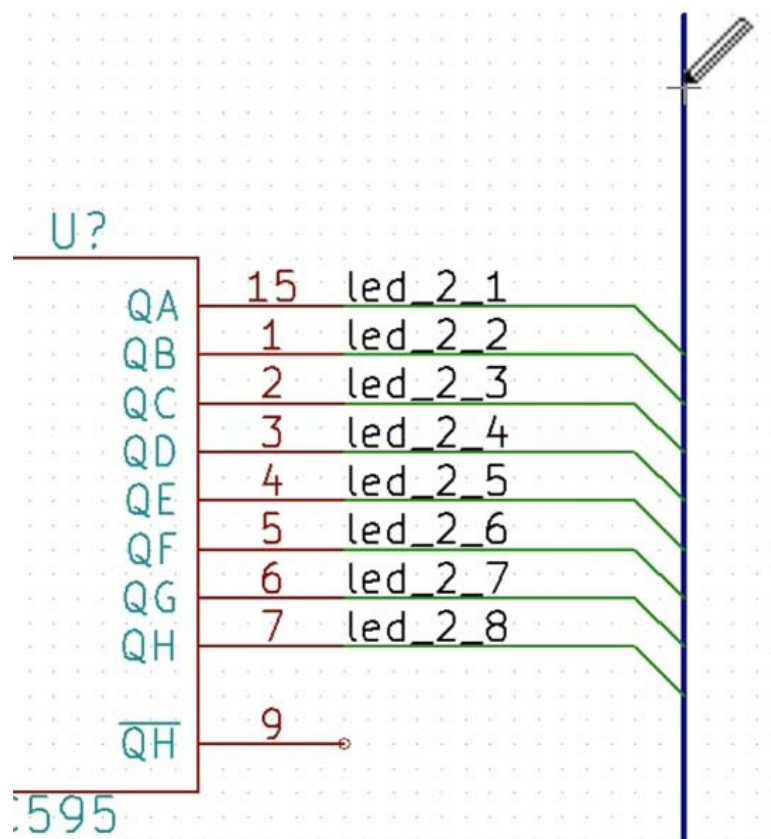 U?
QA 15 led_2_1
QB 1 led_2_2
QC 2 led_2_3
QD 3 led_2_4
QE 4 led_2_5
QF 5 led_2_6
QG 6 led_2_7
QH 7 led_2_8
Q̅H̅ 9
595